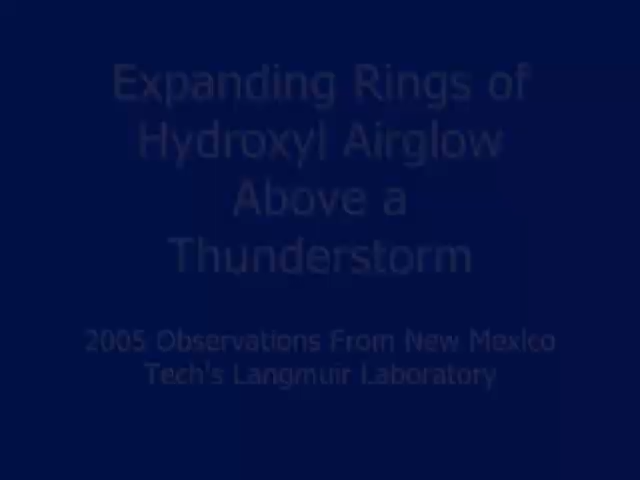 Expanding Rings of
Hydroxyl Airglow
Above a
Thunderstorm
2005 Observations From New Mexico
Tech's Langmuir Laboratory